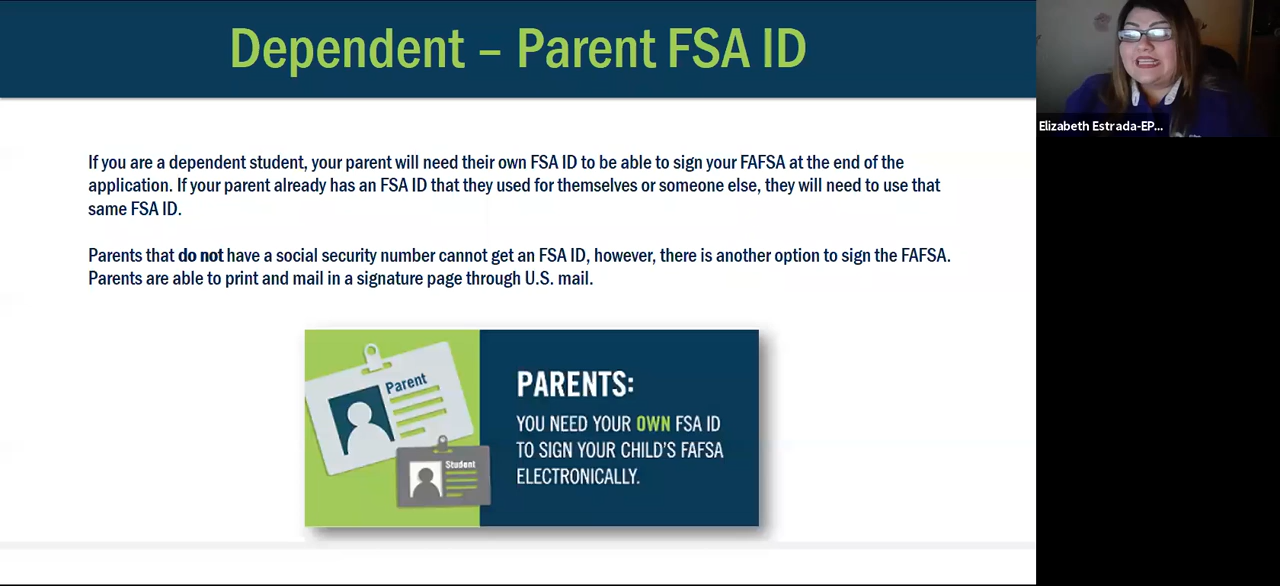 Dependent – Parent FSA ID
Elizabeth Estrada-EP...
If you are a dependent student, your parent will need their own FSA ID to be able to sign your FAFSA at the end of the
application. If your parent already has an FSA ID that they used for themselves or someone else, they will need to use that
same FSA ID.
Parents that do not have a social security number cannot get an FSA ID, however, there is another option to sign the FAFSA.
Parents are able to print and mail in a signature page through U.S. mail.
Parent
Student
PARENTS:
YOU NEED YOUR OWN FSA ID
TO SIGN YOUR CHILD'S FAFSA
ELECTRONICALLY.